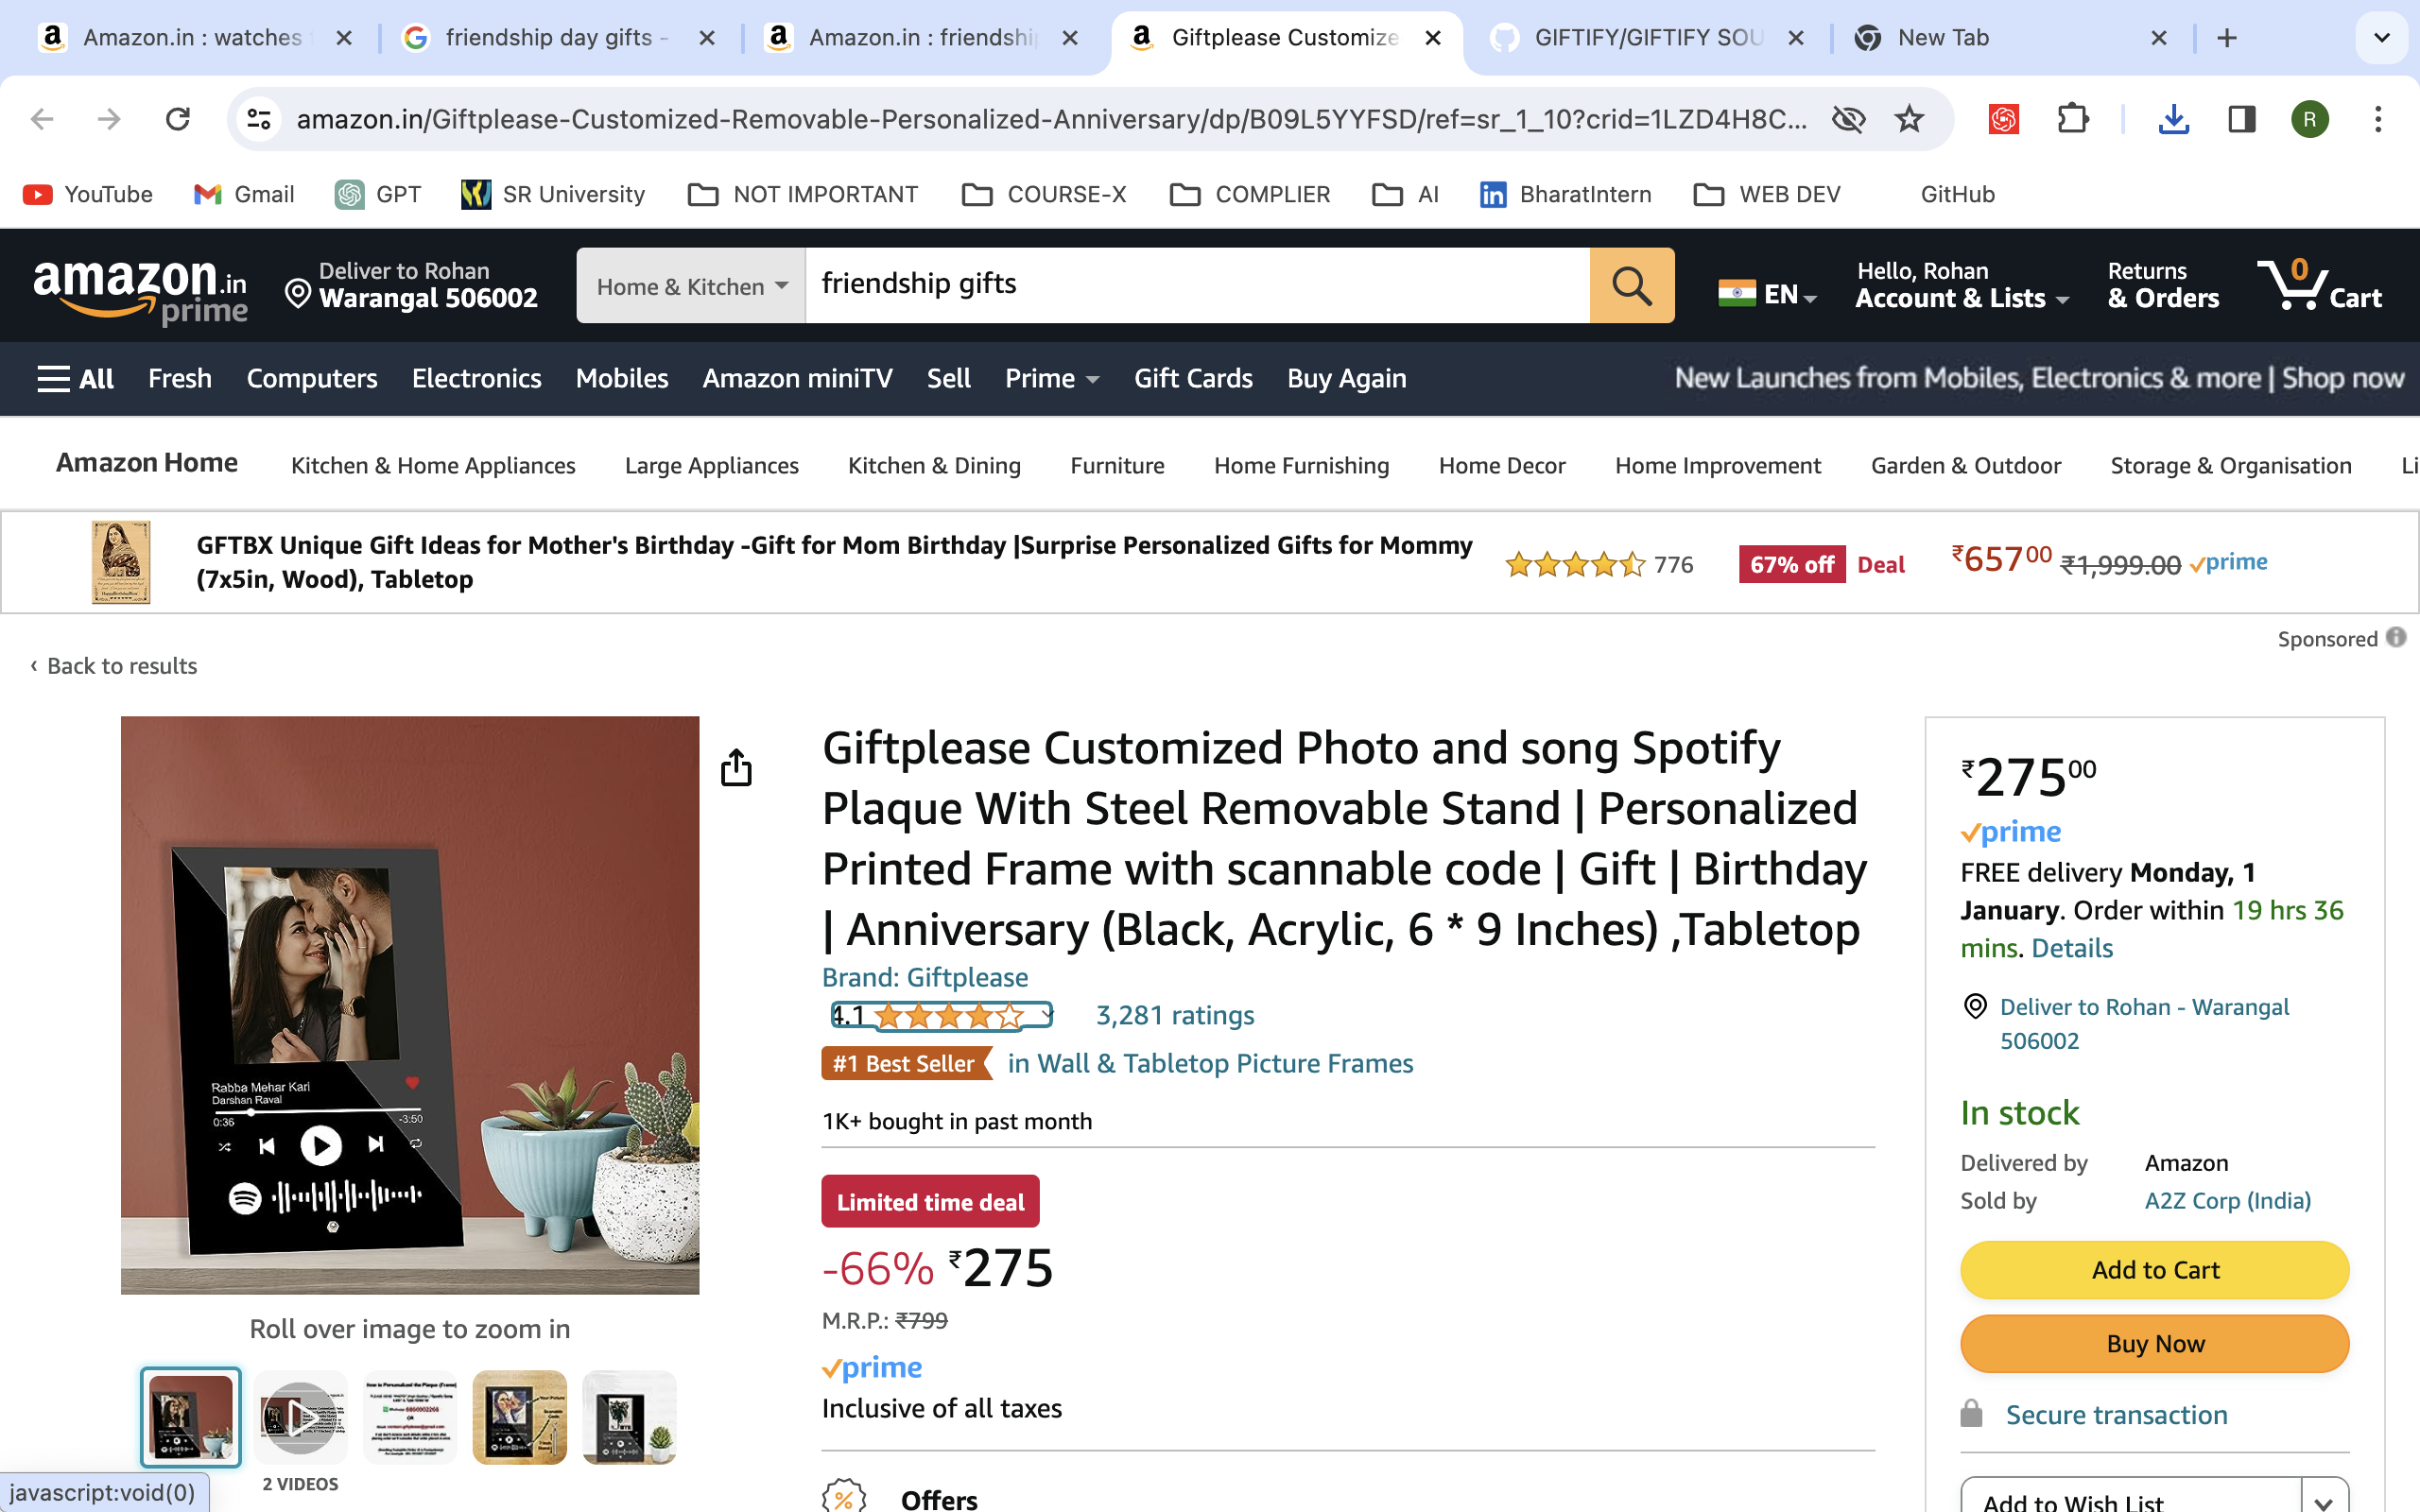 Amazon.in : watches
friendship day gifts -
Amazon.in : friendshi
Giftplease Customize
GIFTIFY/GIFTIFY SOU
New Tab
amazon.in/Giftplease-Customized-Removable-Personalized-Anniversary/dp/B09L5YYFSD/ref=sr_1_10?crid=1LZD4H8C...
R
YouTube
Gmail
GPT
SR University
NOT IMPORTANT
COURSE-X
COMPLIER
AI
BharatIntern
WEB DEV
GitHub
amazon.in
prime
Deliver to Rohan
Warangal 506002
Home & Kitchen
friendship gifts
EN
Hello, Rohan
Account & Lists
Returns
& Orders
0
Cart
All
Fresh
Computers
Electronics
Mobiles
Amazon miniTV
Sell
Prime
Gift Cards
Buy Again
New Launches from Mobiles, Electronics & more | Shop now
Amazon Home
Kitchen & Home Appliances
Large Appliances
Kitchen & Dining
Furniture
Home Furnishing
Home Decor
Home Improvement
Garden & Outdoor
Storage & Organisation
Li
GFTBX Unique Gift Ideas for Mother's Birthday -Gift for Mom Birthday |Surprise Personalized Gifts for Mommy
(7x5in, Wood), Tabletop
776
67% off
Deal
₹65700 ₹1,999.00 prime
Sponsored
‹ Back to results
Rabba Mehar Kari
Darshan Raval
0:36
-3:50
Roll over image to zoom in
2 VIDEOS
javascript:void(0)
Giftplease Customized Photo and song Spotify
Plaque With Steel Removable Stand | Personalized
Printed Frame with scannable code | Gift | Birthday
| Anniversary (Black, Acrylic, 6 * 9 Inches) ,Tabletop
Brand: Giftplease
4.1
3,281 ratings
#1 Best Seller
in Wall & Tabletop Picture Frames
1K+ bought in past month
Limited time deal
-66% ₹275
M.R.P.: ₹799
prime
Inclusive of all taxes
Offers
₹27500
prime
FREE delivery Monday, 1
January. Order within 19 hrs 36
mins. Details
Deliver to Rohan - Warangal
506002
In stock
Delivered by
Amazon
Sold by
A2Z Corp (India)
Add to Cart
Buy Now
Secure transaction
Add to Wish List